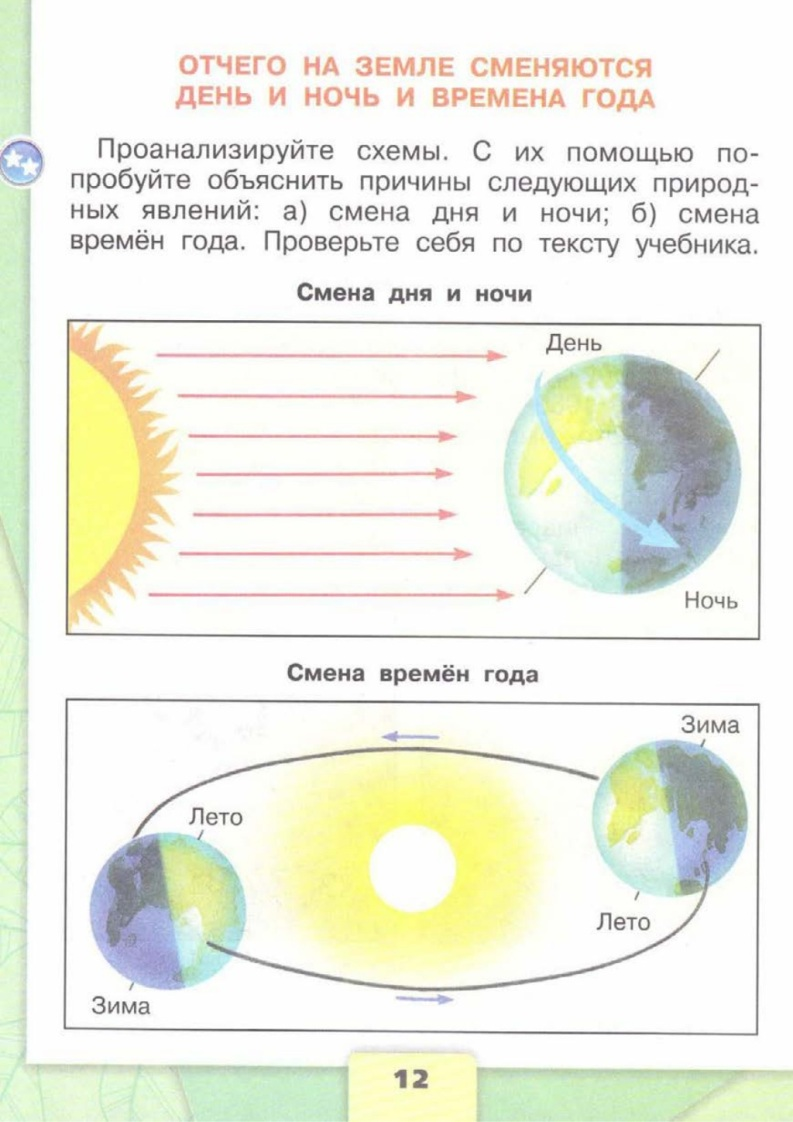 ОТЧЕГО НА ЗЕМЛЕ СМЕНЯЮТСЯ
ДЕНЬ И НОЧЬ И ВРЕМЕНА ГОДА
Проанализируйте схемы. С их помощью по-
пробуйте объяснить причины следующих природ-
ных явлений: а) смена дня и ночи; б) смена
времён года. Проверьте себя по тексту учебника.
Смена дня и ночи
День
Ночь
Смена времён года
Зима
Лето
Лето
Зима
12